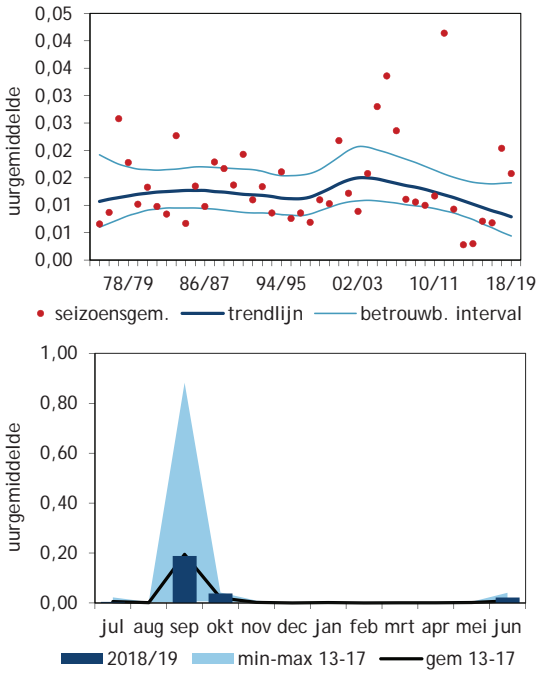 0,05
0,04
0,04
0,03
0,03
0,02
0,02
0,01
0,01
0,00
uurgemiddelde
78/79 86/87 94/95 02/03 10/11 18/19
seizoensgem. trendlijn betrouwb. interval
1,00
0,80
0,60
0,40
0,20
0,00
uurgemiddelde
jul aug sep okt nov dec jan feb mrt apr mei jun
2018/19 min-max 13-17 gem 13-17